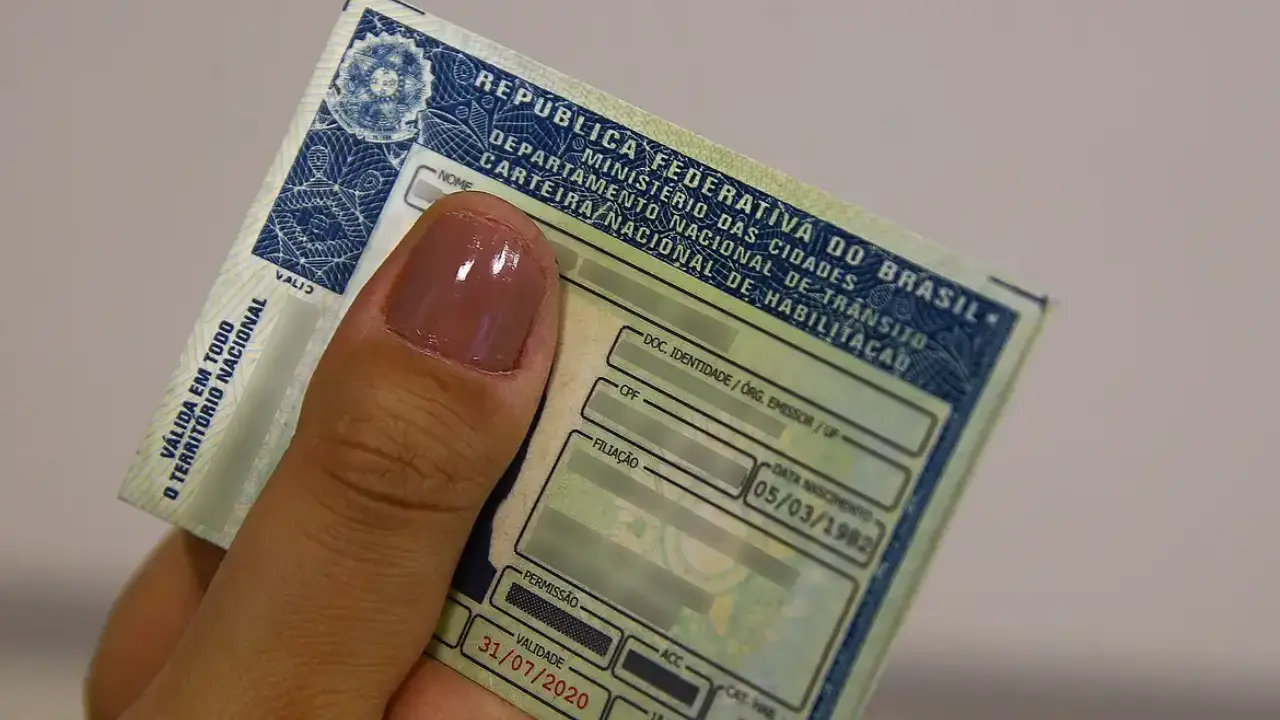 REPÚBLICA FEDERATIVA DO BRASIL
MINISTÉRIO DAS CIDADES
DEPARTAMENTO NACIONAL DE TRÂNSITO
CARTEIRA NACIONAL DE HABILITAÇÃO
NOME
DOC. IDENTIDADE / ÓRG. EMISSOR / UF
CPF
DATA NASCIMENTO
05/03/1982
FILIAÇÃO
PERMISSÃO
ACC
CAT. HAB.
VALIDADE
31/07/2020
VÁLIDA EM TODO
O TERRITÓRIO NACIONAL